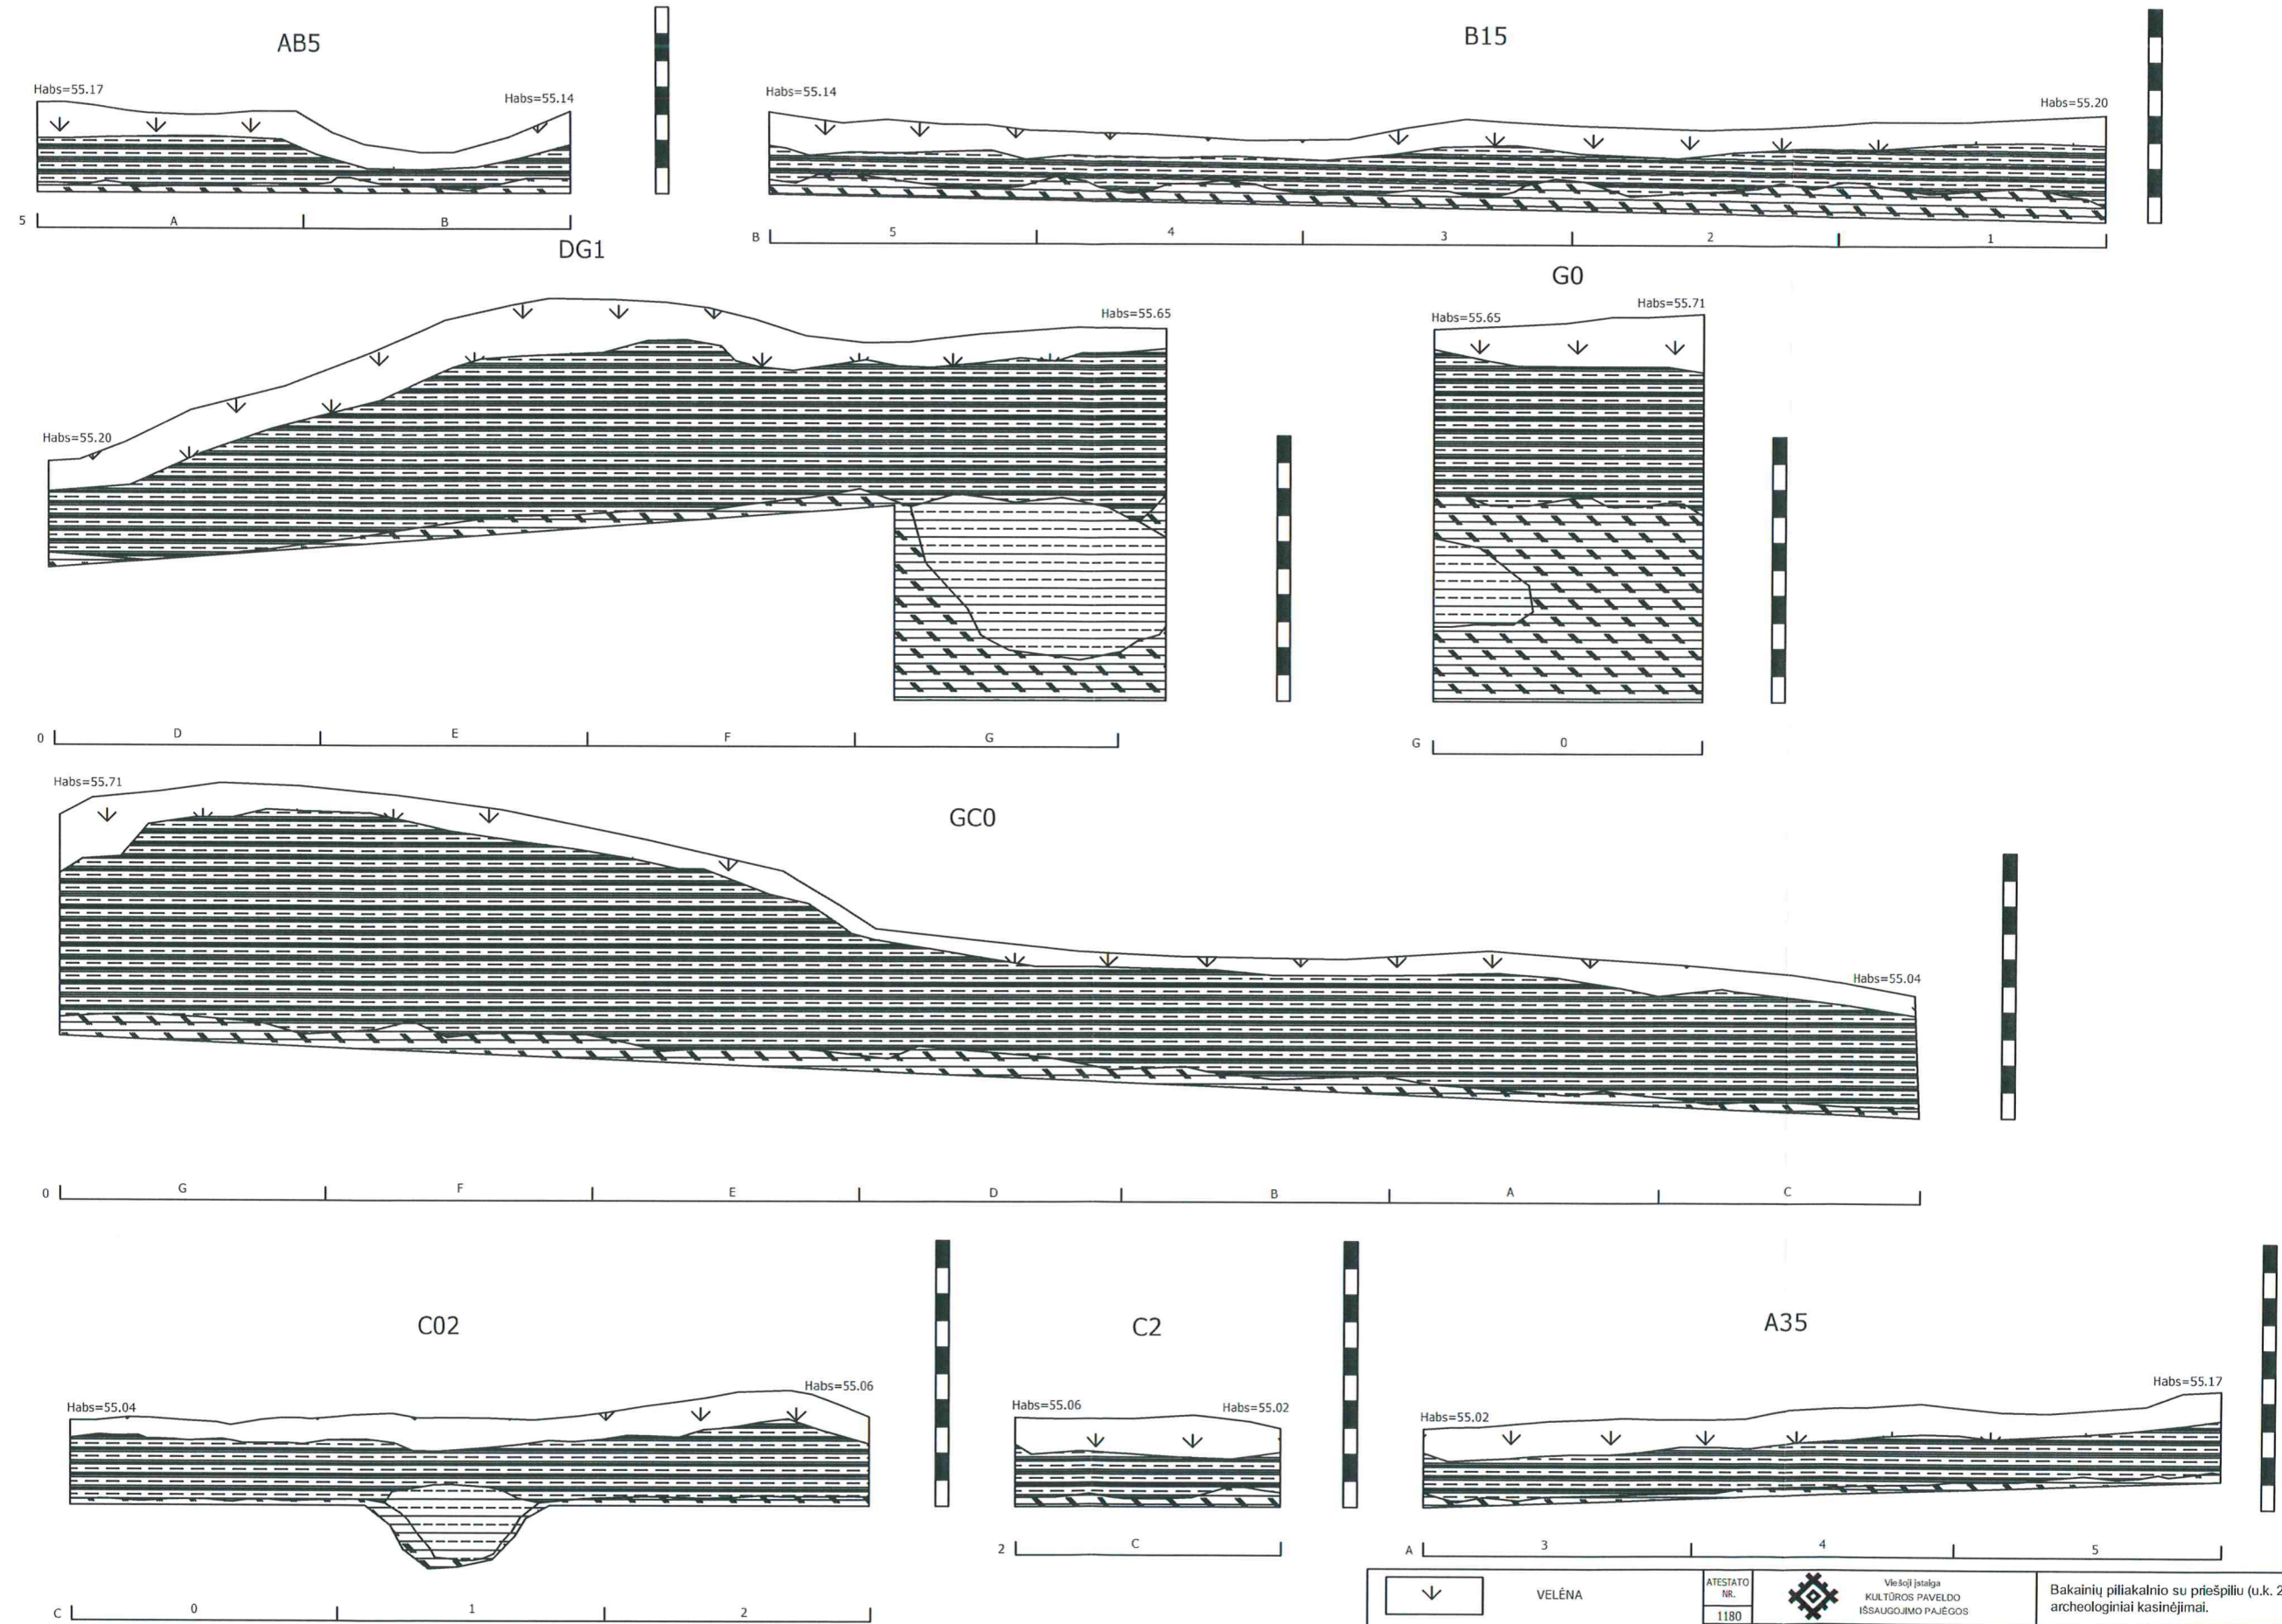 AB5
Habs=55.17
Habs=55.14
5 A B
B15
Habs=55.14
Habs=55.20
B 5 4 3 2 1
DG1
Habs=55.20
Habs=55.65
0 D E F G
G0
Habs=55.65
Habs=55.71
G 0
GC0
Habs=55.71
Habs=55.04
0 G F E D B A C
C02
Habs=55.04
Habs=55.06
C 0 1 2
C2
Habs=55.06
Habs=55.02
2 C
A35
Habs=55.02
Habs=55.17
A 3 4 5
VELĖNA
ATESTATO
NR.
1180
Viešoji įstaiga
KULTŪROS PAVELDO
IŠSAUGOJIMO PAJĖGOS
Bakainių piliakalnio su priešpiliu (u.k. 2
archeologiniai kasinėjimai.